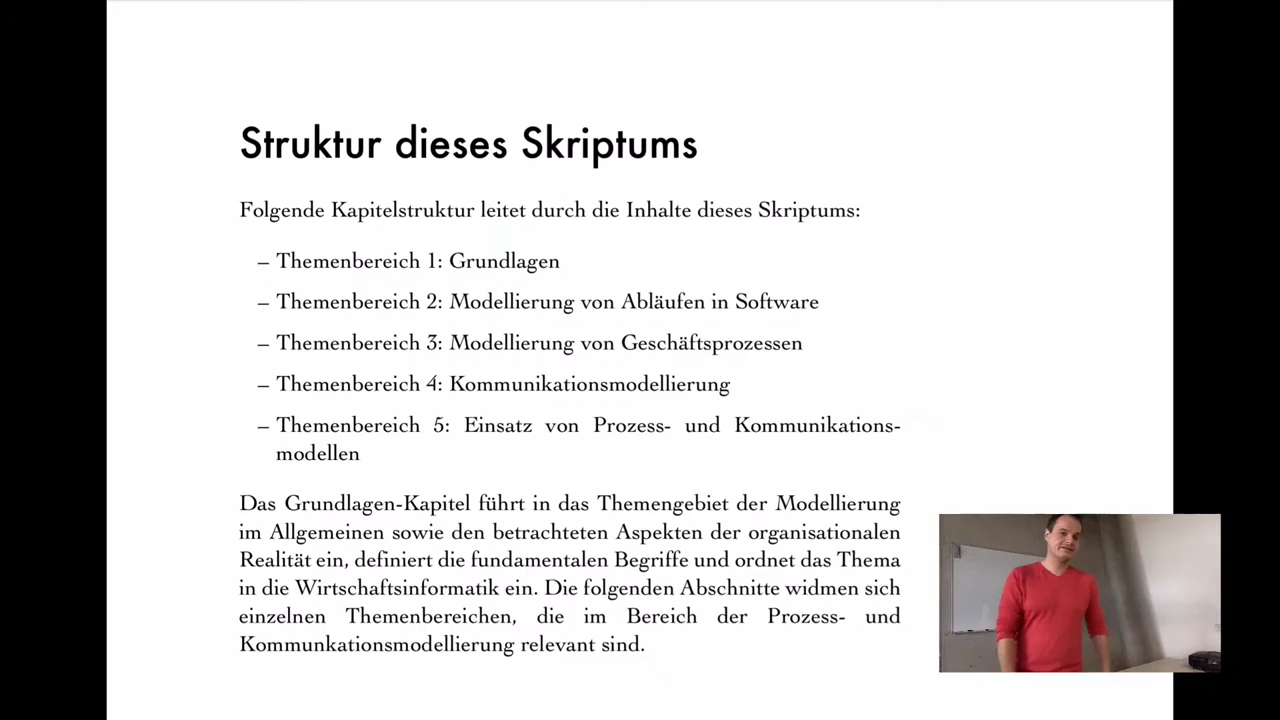 Struktur dieses Skriptums
Folgende Kapitelstruktur leitet durch die Inhalte dieses Skriptums:
– Themenbereich 1: Grundlagen
– Themenbereich 2: Modellierung von Abläufen in Software
– Themenbereich 3: Modellierung von Geschäftsprozessen
– Themenbereich 4: Kommunikationsmodellierung
– Themenbereich 5: Einsatz von Prozess- und Kommunikations-
modellen
Das Grundlagen-Kapitel führt in das Themengebiet der Modellierung
im Allgemeinen sowie den betrachteten Aspekten der organisationalen
Realität ein, definiert die fundamentalen Begriffe und ordnet das Thema
in die Wirtschaftsinformatik ein. Die folgenden Abschnitte widmen sich
einzelnen Themenbereichen, die im Bereich der Prozess- und
Kommunkationsmodellierung relevant sind.